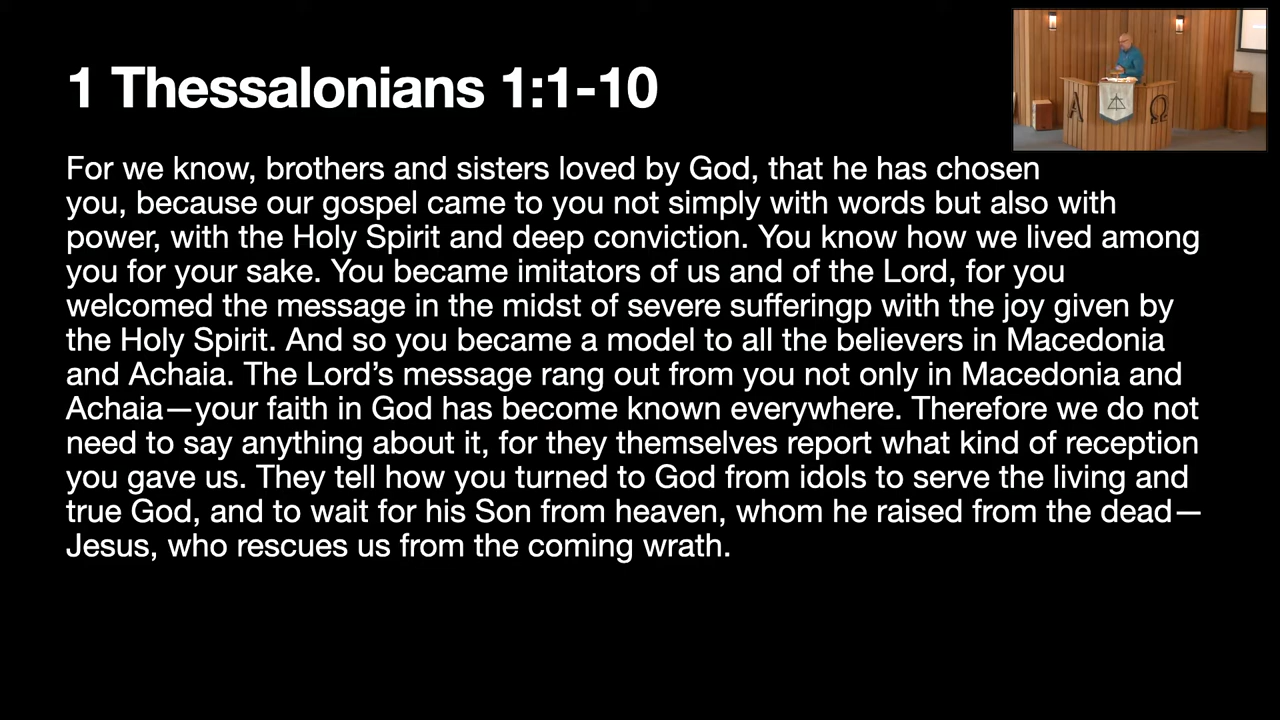 1 Thessalonians 1:1-10
For we know, brothers and sisters loved by God, that he has chosen
you, because our gospel came to you not simply with words but also with
power, with the Holy Spirit and deep conviction. You know how we lived among
you for your sake. You became imitators of us and of the Lord, for you
welcomed the message in the midst of severe sufferingp with the joy given by
the Holy Spirit. And so you became a model to all the believers in Macedonia
and Achaia. The Lord’s message rang out from you not only in Macedonia and
Achaia—your faith in God has become known everywhere. Therefore we do not
need to say anything about it, for they themselves report what kind of reception
you gave us. They tell how you turned to God from idols to serve the living and
true God, and to wait for his Son from heaven, whom he raised from the dead—
Jesus, who rescues us from the coming wrath.
Α Ω